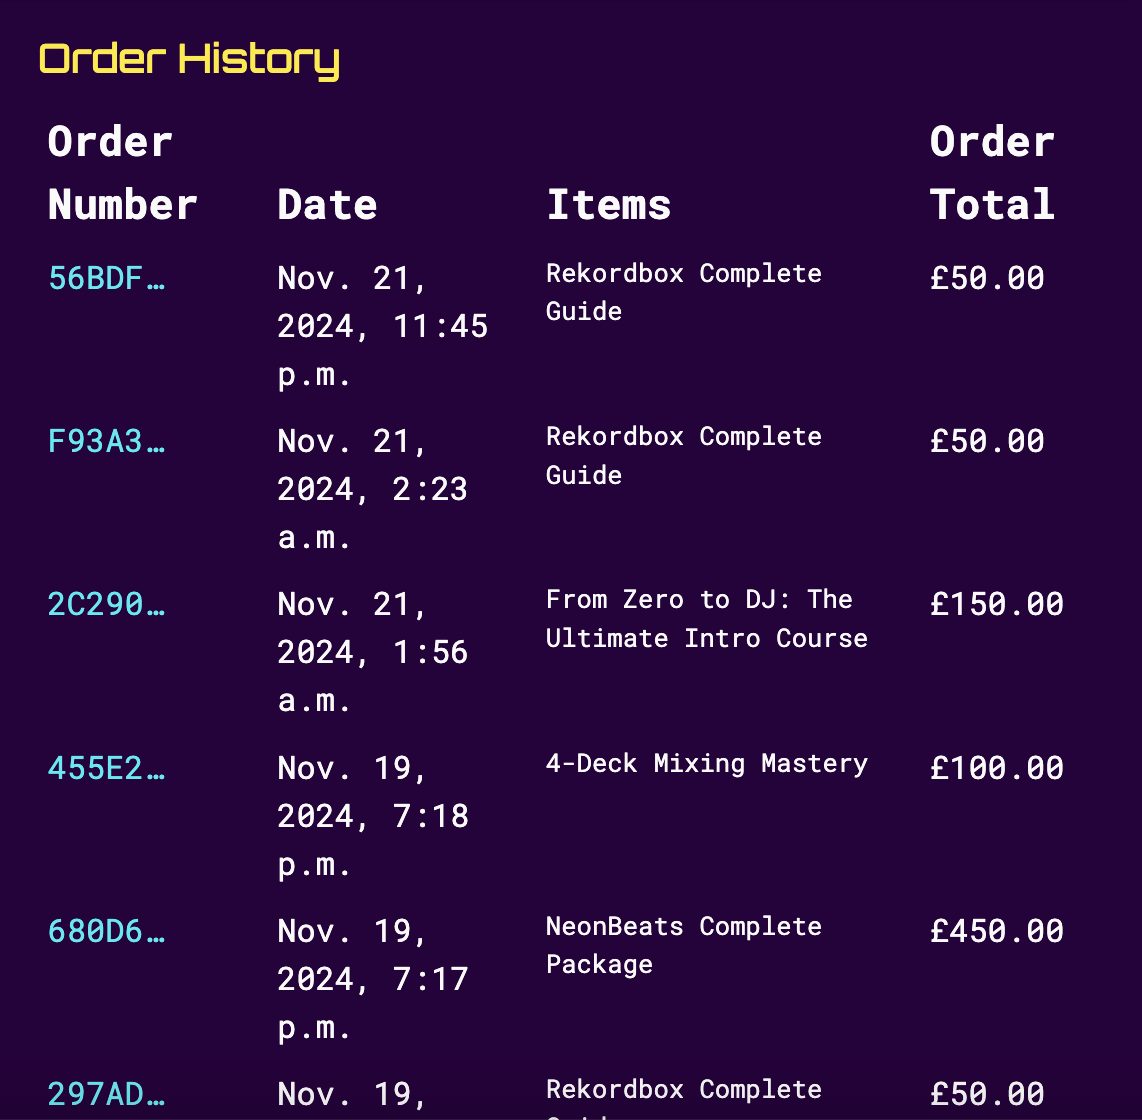 Order History
Order Number Date Items Order Total
56BDF… Nov. 21, 2024, 11:45 p.m. Rekordbox Complete Guide £50.00
F93A3… Nov. 21, 2024, 2:23 a.m. Rekordbox Complete Guide £50.00
2C290… Nov. 21, 2024, 1:56 a.m. From Zero to DJ: The Ultimate Intro Course £150.00
455E2… Nov. 19, 2024, 7:18 p.m. 4-Deck Mixing Mastery £100.00
680D6… Nov. 19, 2024, 7:17 p.m. NeonBeats Complete Package £450.00
297AD… Nov. 19, Rekordbox Complete £50.00